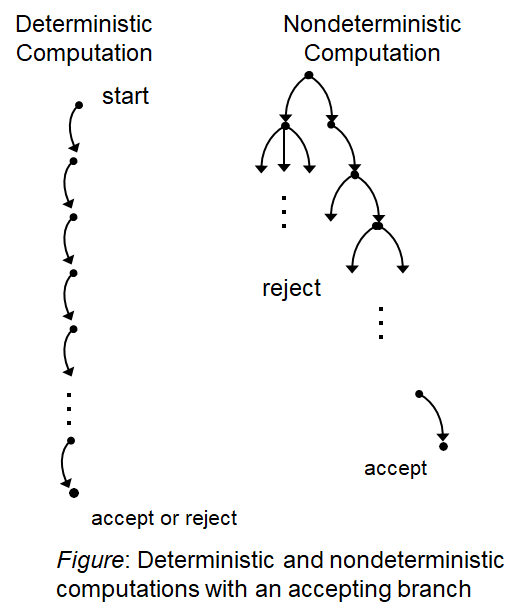 Deterministic
Computation
Nondeterministic
Computation
start
reject
accept
accept or reject
Figure: Deterministic and nondeterministic
computations with an accepting branch